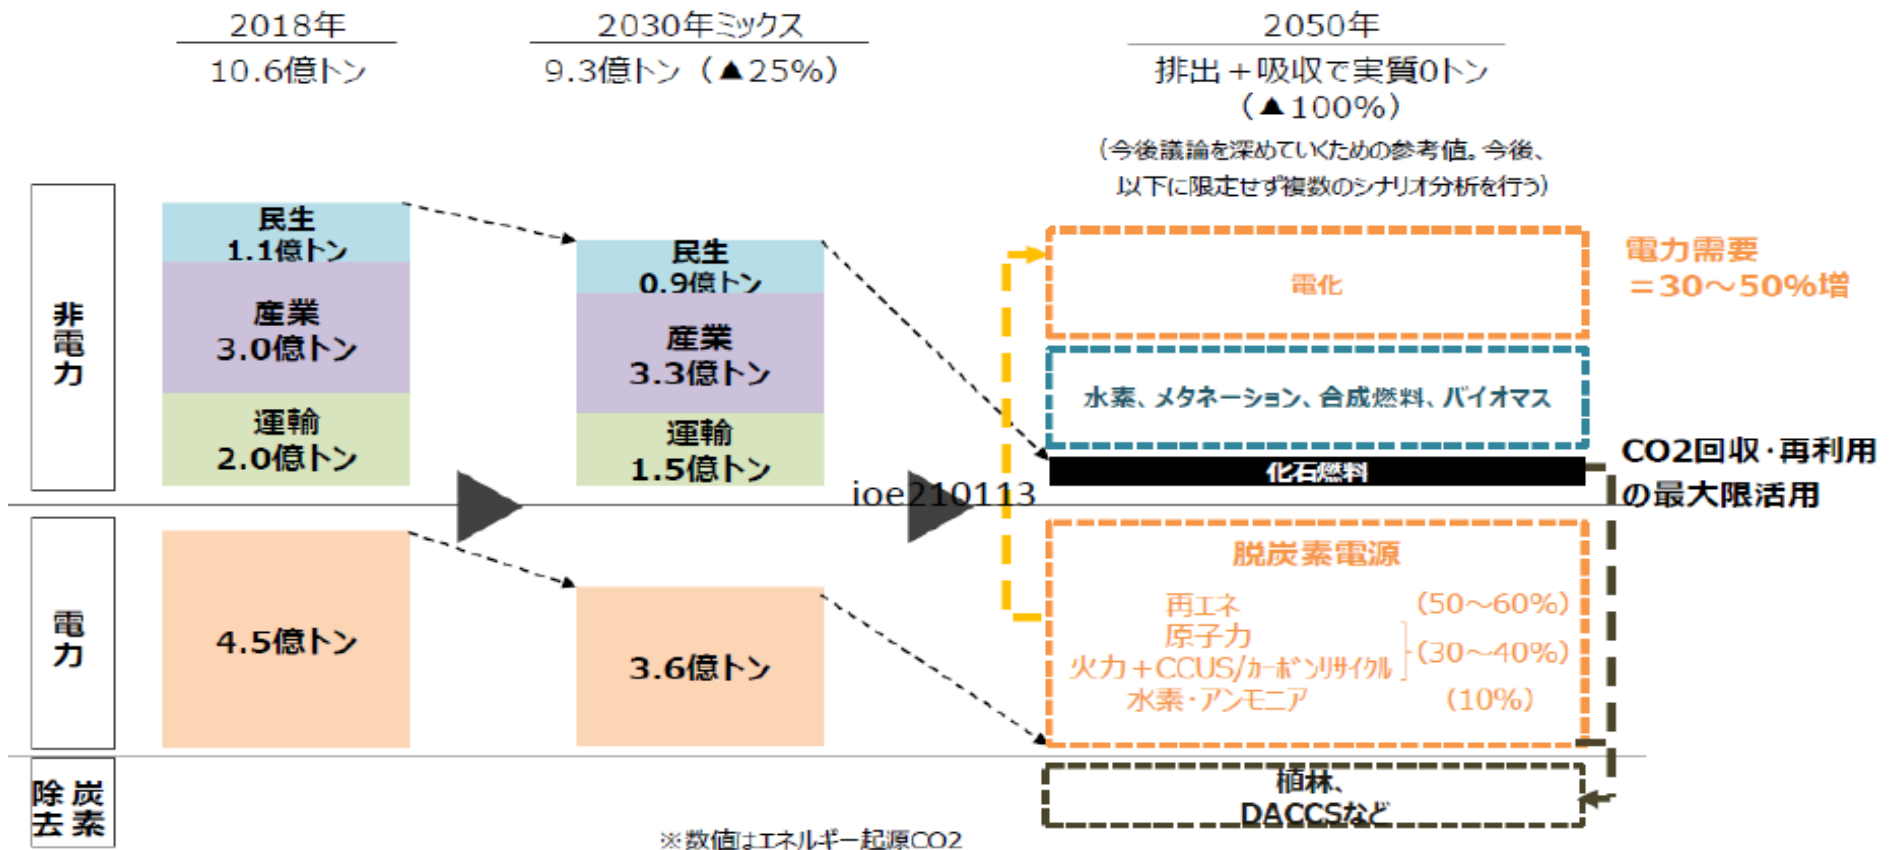 2018年
10.6億トン
2030年ミックス
9.3億トン（▲25%）
2050年
排出＋吸収で実質0トン
（▲100%）
（今後議論を深めていくための参考値。今後、
以下に限定せず複数のシナリオ分析を行う）
非電力
民生
1.1億トン
産業
3.0億トン
運輸
2.0億トン
民生
0.9億トン
産業
3.3億トン
運輸
1.5億トン
電化
電力需要
＝30～50%増
水素、メタネーション、合成燃料、バイオマス
化石燃料
CO2回収・再利用
の最大限活用
ioe210113
電力
4.5億トン
3.6億トン
脱炭素電源
再エネ （50～60%）
原子力
火力＋CCUS/カーボンリサイクル （30～40%）
水素・アンモニア （10%）
炭素除去
植林、
DACCSなど
※数値はエネルギー起源CO2